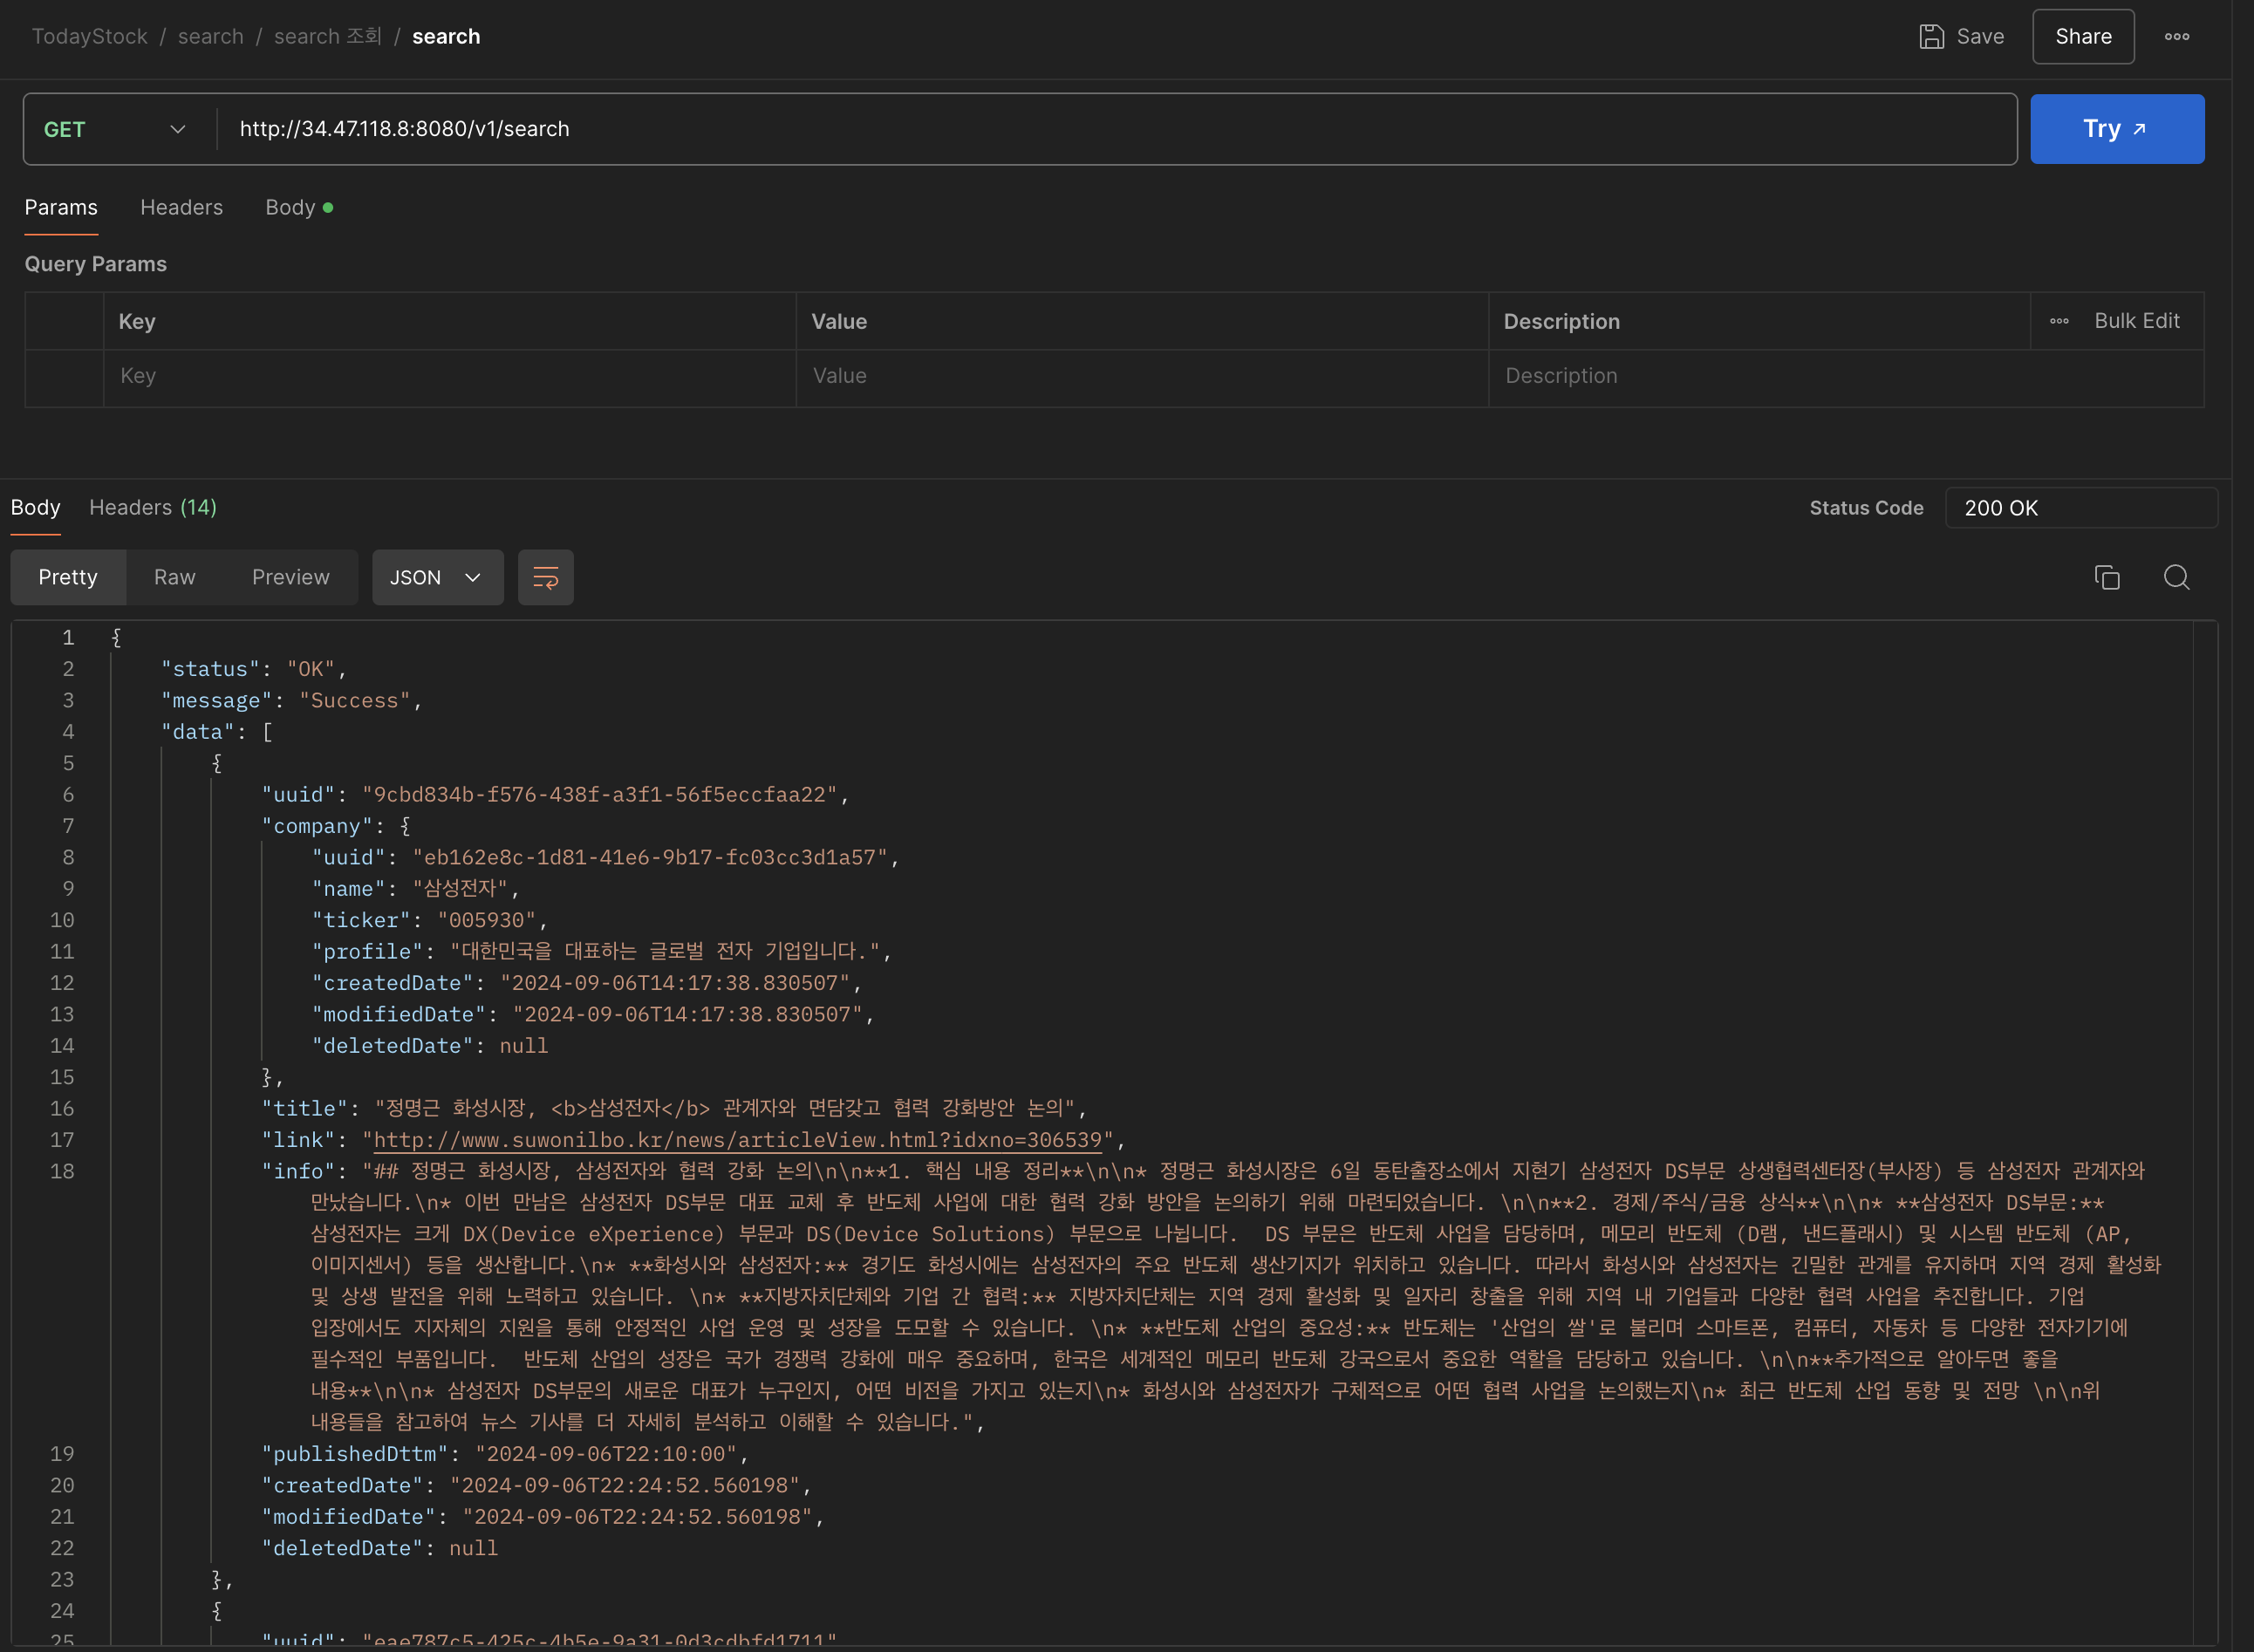 TodayStock / search / search 조회 / search
Save
Share
GET
http://34.47.118.8:8080/v1/search
Try
Params
Headers
Body
Query Params
Key
Value
Description
Bulk Edit
Key
Value
Description
Body
Headers (14)
Status Code
200 OK
Pretty
Raw
Preview
JSON
1 {
2 "status": "OK",
3 "message": "Success",
4 "data": [
5 {
6 "uuid": "9cbd834b-f576-438f-a3f1-56f5eccfaa22",
7 "company": {
8 "uuid": "eb162e8c-1d81-41e6-9b17-fc03cc3d1a57",
9 "name": "삼성전자",
10 "ticker": "005930",
11 "profile": "대한민국을 대표하는 글로벌 전자 기업입니다.",
12 "createdDate": "2024-09-06T14:17:38.830507",
13 "modifiedDate": "2024-09-06T14:17:38.830507",
14 "deletedDate": null
15 },
16 "title": "정명근 화성시장, <b>삼성전자</b> 관계자와 면담갖고 협력 강화방안 논의",
17 "link": "http://www.suwonilbo.kr/news/articleView.html?idxno=306539",
18 "info": "## 정명근 화성시장, 삼성전자와 협력 강화 논의\n\n**1. 핵심 내용 정리**\n\n* 정명근 화성시장은 6일 동탄출장소에서 지현기 삼성전자 DS부문 상생협력센터장(부사장) 등 삼성전자 관계자와
만났습니다.\n* 이번 만남은 삼성전자 DS부문 대표 교체 후 반도체 사업에 대한 협력 강화 방안을 논의하기 위해 마련되었습니다. \n\n**2. 경제/주식/금융 상식**\n\n* **삼성전자 DS부문:**
삼성전자는 크게 DX(Device eXperience) 부문과 DS(Device Solutions) 부문으로 나뉩니다.  DS 부문은 반도체 사업을 담당하며, 메모리 반도체 (D램, 낸드플래시) 및 시스템 반도체 (AP,
이미지센서) 등을 생산합니다.\n* **화성시와 삼성전자:** 경기도 화성시에는 삼성전자의 주요 반도체 생산기지가 위치하고 있습니다. 따라서 화성시와 삼성전자는 긴밀한 관계를 유지하며 지역 경제 활성화
및 상생 발전을 위해 노력하고 있습니다. \n* **지방자치단체와 기업 간 협력:** 지방자치단체는 지역 경제 활성화 및 일자리 창출을 위해 지역 내 기업들과 다양한 협력 사업을 추진합니다. 기업
입장에서도 지자체의 지원을 통해 안정적인 사업 운영 및 성장을 도모할 수 있습니다. \n* **반도체 산업의 중요성:** 반도체는 '산업의 쌀'로 불리며 스마트폰, 컴퓨터, 자동차 등 다양한 전자기기에
필수적인 부품입니다.  반도체 산업의 성장은 국가 경쟁력 강화에 매우 중요하며, 한국은 세계적인 메모리 반도체 강국으로서 중요한 역할을 담당하고 있습니다. \n\n**추가적으로 알아두면 좋을
내용**\n\n* 삼성전자 DS부문의 새로운 대표가 누구인지, 어떤 비전을 가지고 있는지\n* 화성시와 삼성전자가 구체적으로 어떤 협력 사업을 논의했는지\n* 최근 반도체 산업 동향 및 전망 \n\n위
내용들을 참고하여 뉴스 기사를 더 자세히 분석하고 이해할 수 있습니다.",
19 "publishedDttm": "2024-09-06T22:10:00",
20 "createdDate": "2024-09-06T22:24:52.560198",
21 "modifiedDate": "2024-09-06T22:24:52.560198",
22 "deletedDate": null
23 },
24 {
25 "uuid": "eae787c5-425c-4b5e-9a31-0d3cdbfd1711"